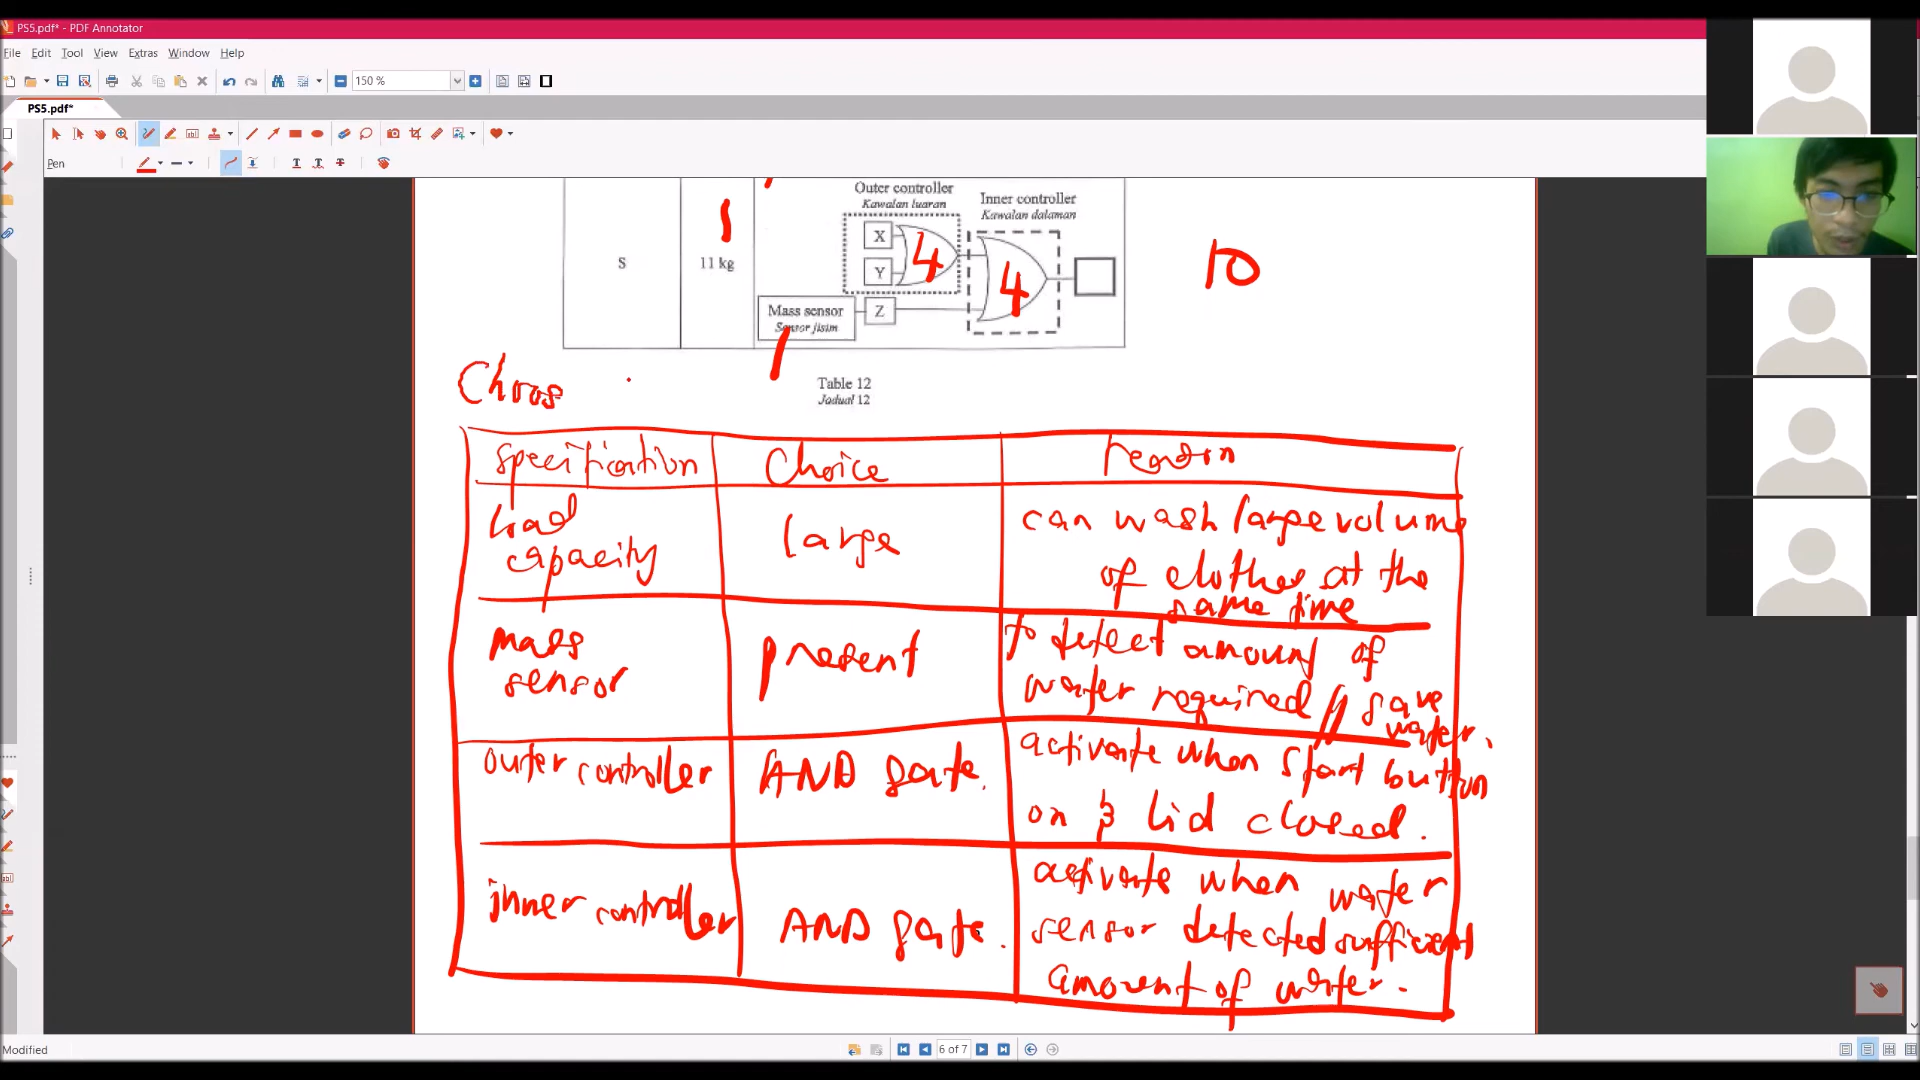 PS5.pdf* - PDF Annotator
File Edit Tool View Extras Window Help
150 %
PS5.pdf*
Pen
Outer controller
Kawalan luaran
Inner controller
Kawalan dalaman
X
Y
4
4
S
11 kg
1
10
Mass sensor
Sensor jisim
Z
1
Table 12
Jadual 12
Choos
specification
Choice
reason
load
capacity
large
can wash large volume
of clothes at the
same time
mass
sensor
present
to detect amount of
water required // save
water.
outer controller
AND gate.
activate when start button
on & lid closed.
inner controller
AND gate.
activate when water
sensor detected sufficient
amount of water.
Modified
6 of 7